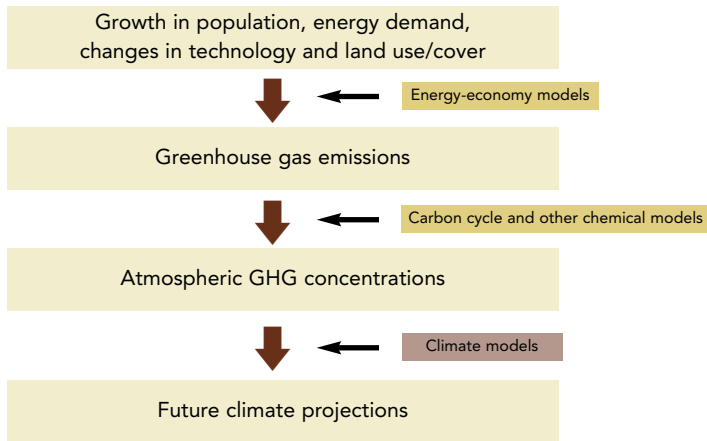 Growth in population, energy demand,
changes in technology and land use/cover
Energy-economy models
Greenhouse gas emissions
Carbon cycle and other chemical models
Atmospheric GHG concentrations
Climate models
Future climate projections